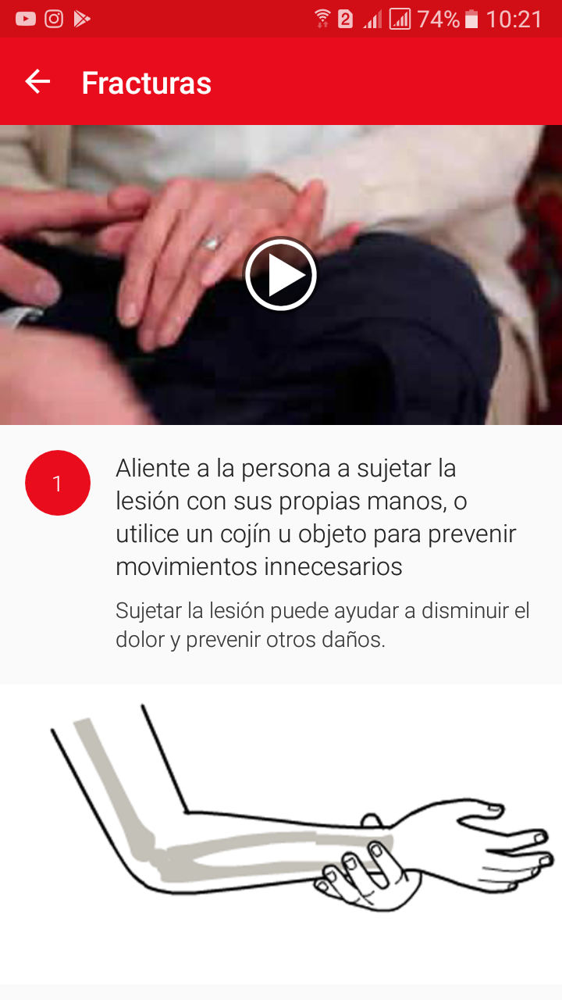 2
74%
10:21
Fracturas
1
Aliente a la persona a sujetar la
lesión con sus propias manos, o
utilice un cojín u objeto para prevenir
movimientos innecesarios
Sujetar la lesión puede ayudar a disminuir el
dolor y prevenir otros daños.